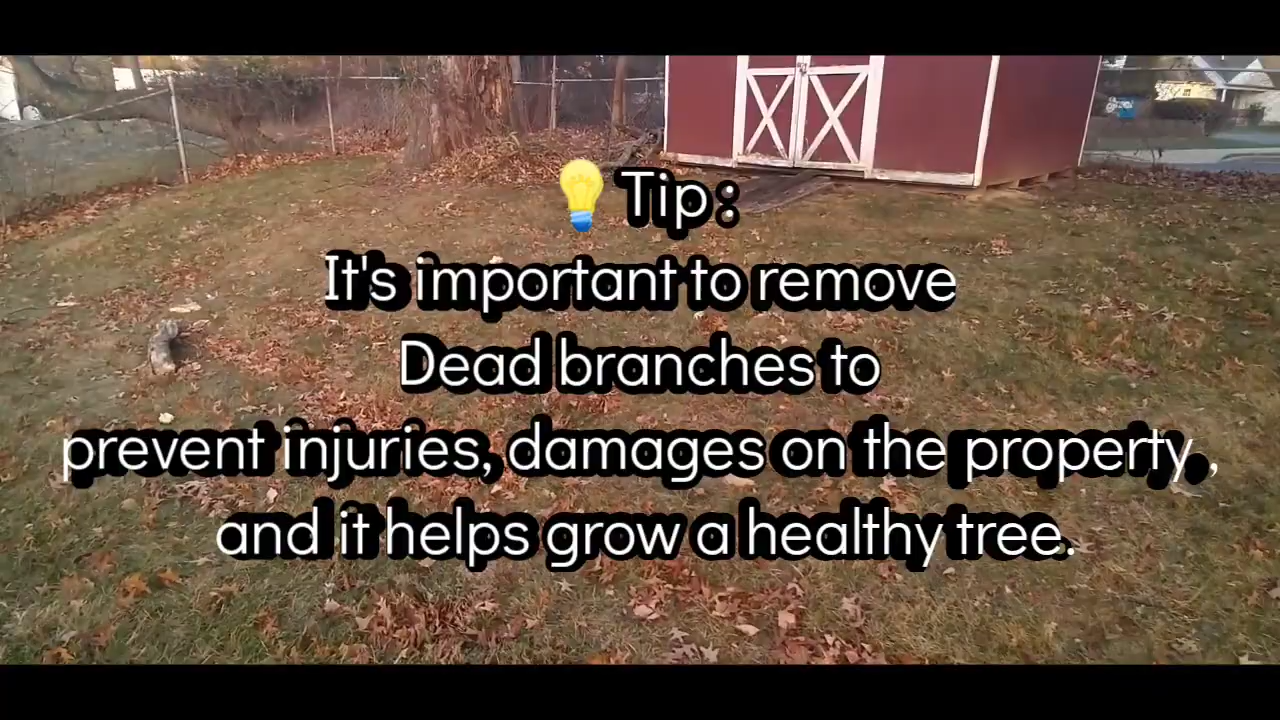 💡 Tip :
It's important to remove
Dead branches to
prevent injuries, damages on the property ,
and it helps grow a healthy tree.